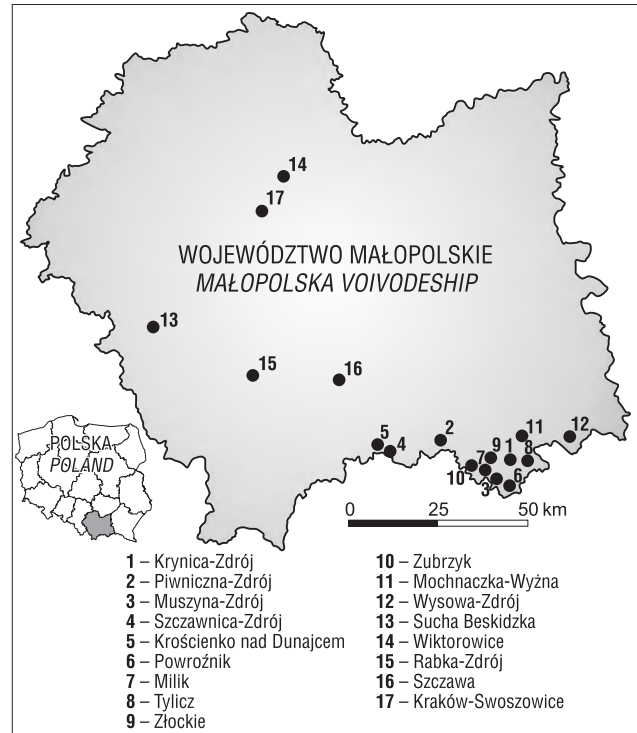 14
17
WOJEWÓDZTWO MAŁOPOLSKIE
MAŁOPOLSKA VOIVODESHIP
13
15
16
5
4
2
11
12
9
1
8
7
10
3
6
POLSKA
POLAND
0 25 50 km
1 – Krynica-Zdrój
2 – Piwniczna-Zdrój
3 – Muszyna-Zdrój
4 – Szczawnica-Zdrój
5 – Krościenko nad Dunajcem
6 – Powroźnik
7 – Milik
8 – Tylicz
9 – Złockie
10 – Zubrzyk
11 – Mochnaczka-Wyżna
12 – Wysowa-Zdrój
13 – Sucha Beskidzka
14 – Wiktorowice
15 – Rabka-Zdrój
16 – Szczawa
17 – Kraków-Swoszowice